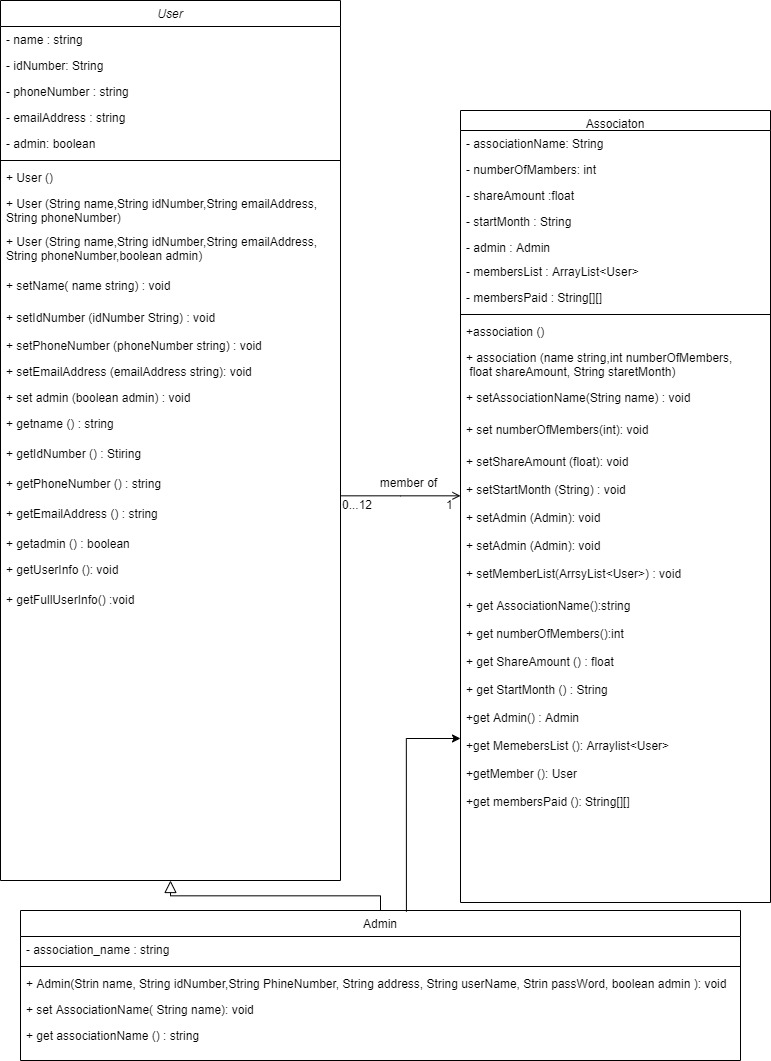 User
- name : string
- idNumber: String
- phoneNumber : string
- emailAddress : string
- admin: boolean
+ User ()
+ User (String name,String idNumber,String emailAddress,
String phoneNumber)
+ User (String name,String idNumber,String emailAddress,
String phoneNumber,boolean admin)
+ setName( name string) : void
+ setIdNumber (idNumber String) : void
+ setPhoneNumber (phoneNumber string) : void
+ setEmailAddress (emailAddress string): void
+ set admin (boolean admin) : void
+ getname () : string
+ getIdNumber () : Stiring
+ getPhoneNumber () : string
+ getEmailAddress () : string
+ getadmin () : boolean
+ getUserInfo (): void
+ getFullUserInfo() :void
member of
0...12
1
Associaton
- associationName: String
- numberOfMambers: int
- shareAmount :float
- startMonth : String
- admin : Admin
- membersList : ArrayList<User>
- membersPaid : String[][]
+association ()
+ association (name string,int numberOfMembers,
float shareAmount, String staretMonth)
+ setAssociationName(String name) : void
+ set numberOfMembers(int): void
+ setShareAmount (float): void
+ setStartMonth (String) : void
+ setAdmin (Admin): void
+ setAdmin (Admin): void
+ setMemberList(ArrsyList<User>) : void
+ get AssociationName():string
+ get numberOfMembers():int
+ get ShareAmount () : float
+ get StartMonth () : String
+get Admin() : Admin
+get MemebersList (): Arraylist<User>
+getMember (): User
+get membersPaid (): String[][]
Admin
- association_name : string
+ Admin(Strin name, String idNumber,String PhineNumber, String address, String userName, Strin passWord, boolean admin ): void
+ set AssociationName( String name): void
+ get associationName () : string